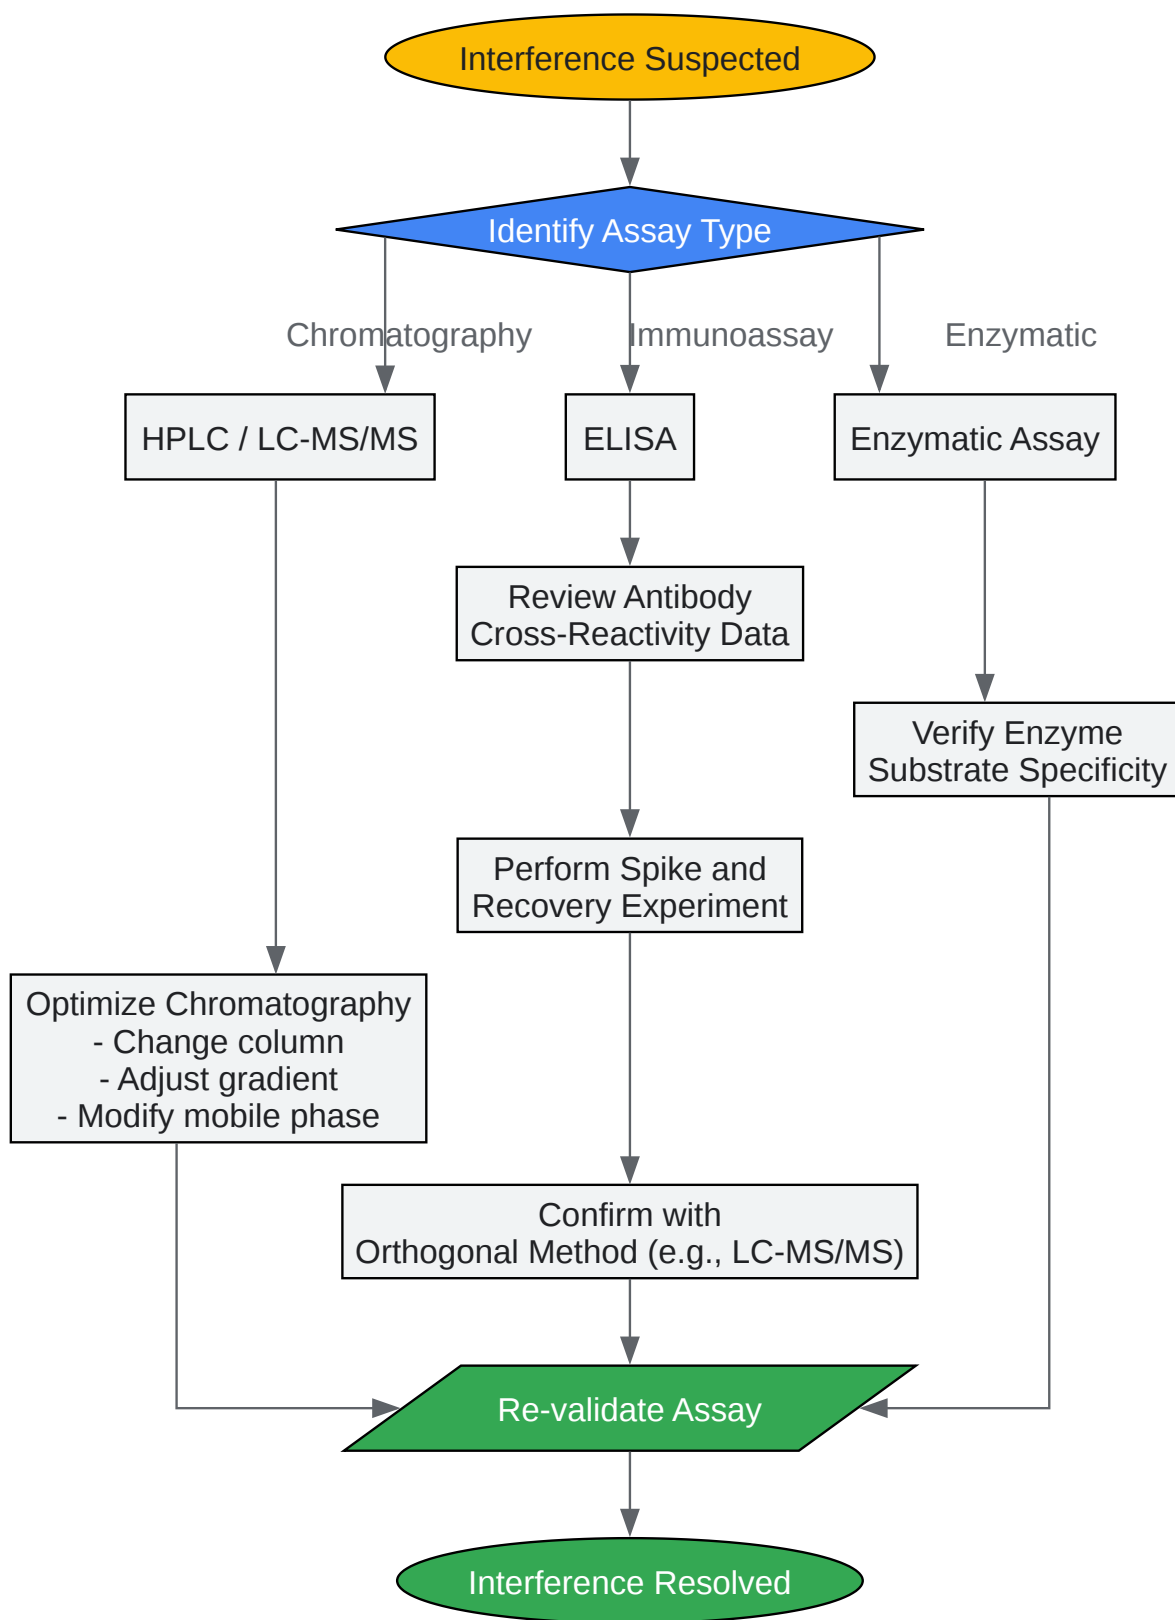 Interference Suspected
Identify Assay Type
Chromatography
Immunoassay
Enzymatic
HPLC / LC-MS/MS
ELISA
Enzymatic Assay
Review Antibody
Cross-Reactivity Data
Verify Enzyme
Substrate Specificity
Perform Spike and
Recovery Experiment
Optimize Chromatography
- Change column
- Adjust gradient
- Modify mobile phase
Confirm with
Orthogonal Method (e.g., LC-MS/MS)
Re-validate Assay
Interference Resolved